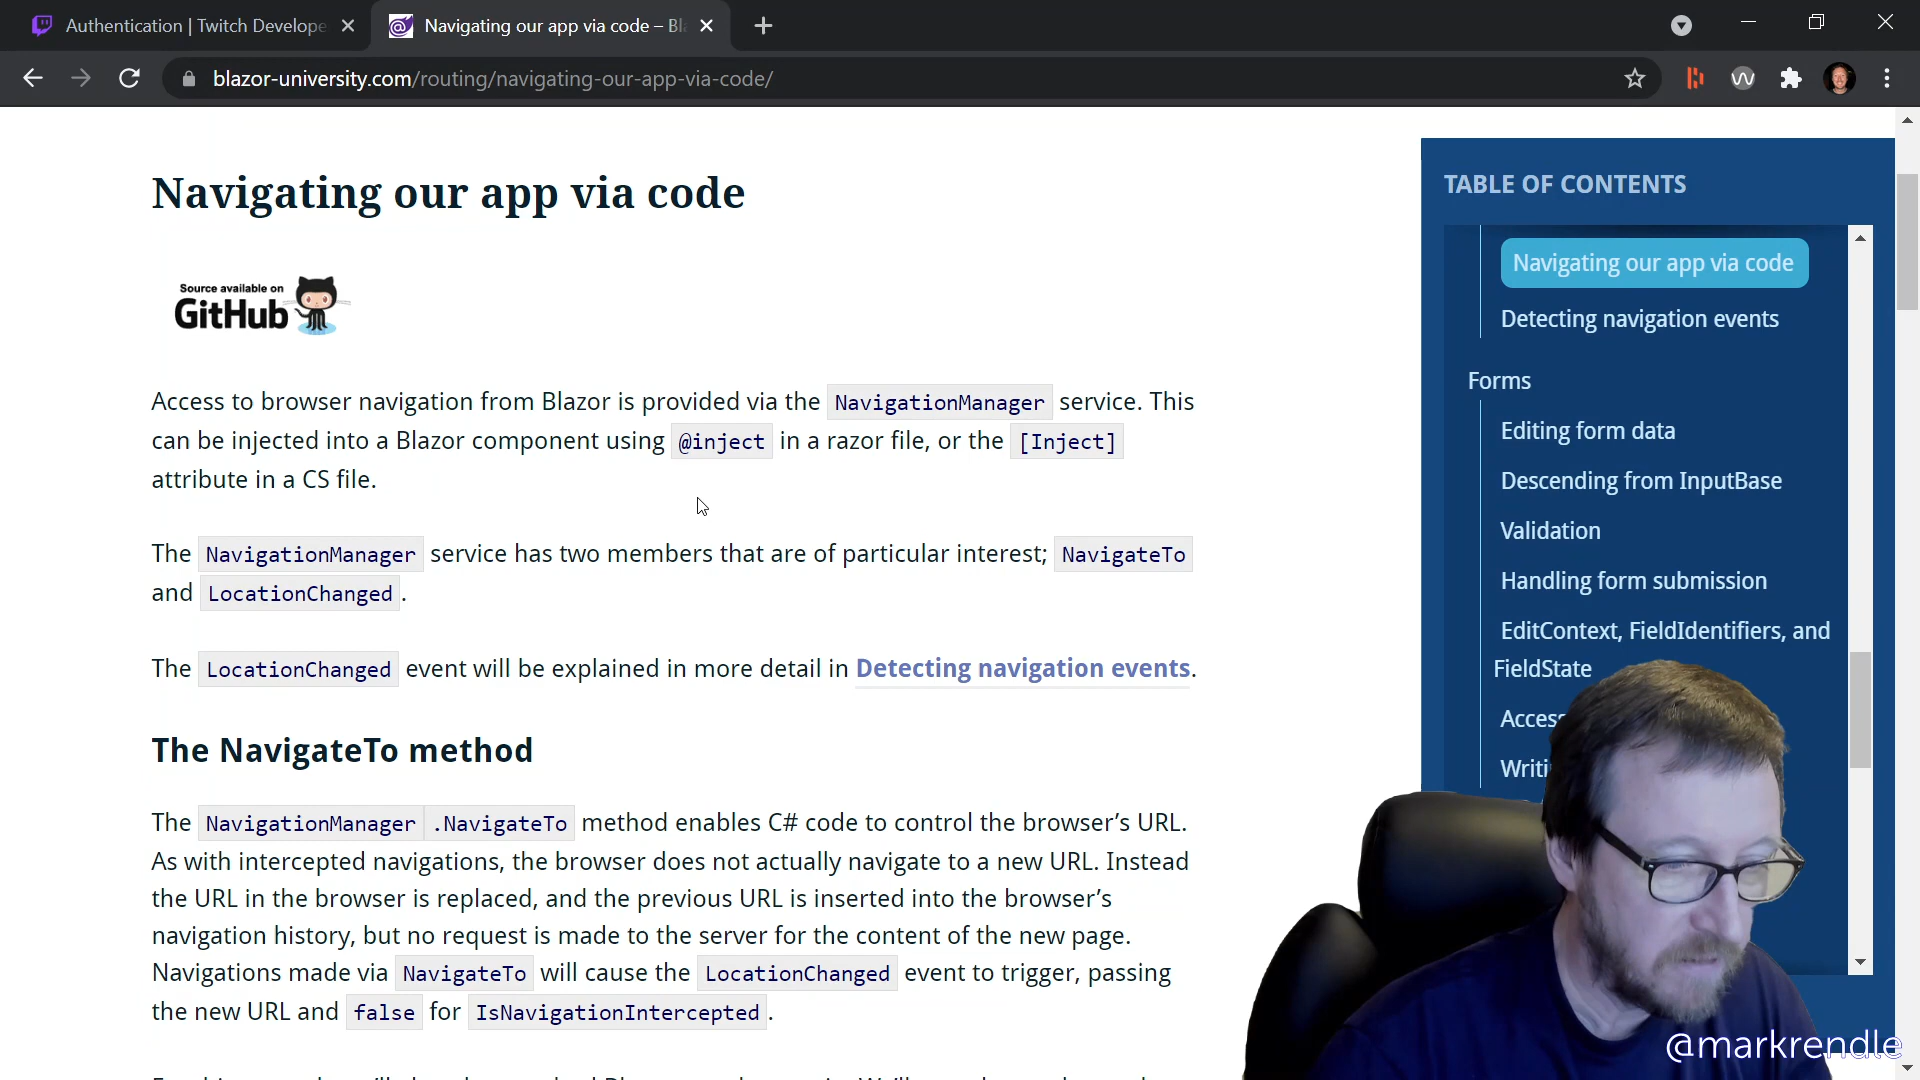 Authentication | Twitch Develope
Navigating our app via code – Bla
blazor-university.com/routing/navigating-our-app-via-code/
Navigating our app via code
Source available on
GitHub
Access to browser navigation from Blazor is provided via the NavigationManager service. This
can be injected into a Blazor component using @inject in a razor file, or the [Inject]
attribute in a CS file.
The NavigationManager service has two members that are of particular interest; NavigateTo
and LocationChanged.
The LocationChanged event will be explained in more detail in Detecting navigation events.
The NavigateTo method
The NavigationManager .NavigateTo method enables C# code to control the browser’s URL.
As with intercepted navigations, the browser does not actually navigate to a new URL. Instead
the URL in the browser is replaced, and the previous URL is inserted into the browser’s
navigation history, but no request is made to the server for the content of the new page.
Navigations made via NavigateTo will cause the LocationChanged event to trigger, passing
the new URL and false for IsNavigationIntercepted.
TABLE OF CONTENTS
Navigating our app via code
Detecting navigation events
Forms
Editing form data
Descending from InputBase
Validation
Handling form submission
EditContext, FieldIdentifiers, and
FieldState
Access
Writi
@markrendle